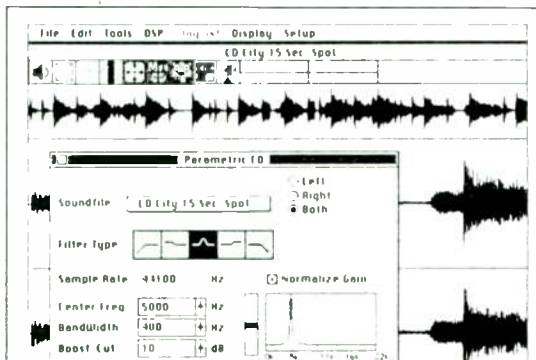 File Edit Tools DSP Playlist Display Setup
CD City 15 Sec Spot
Parametric EQ
Soundfile CD City 15 Sec Spot
Left
Right
Both
Filter Type
Sample Rate 44100 Hz
Normalize Gain
Center Freq 5000 Hz
Bandwidth 400 Hz
Boost Cut 10 dB